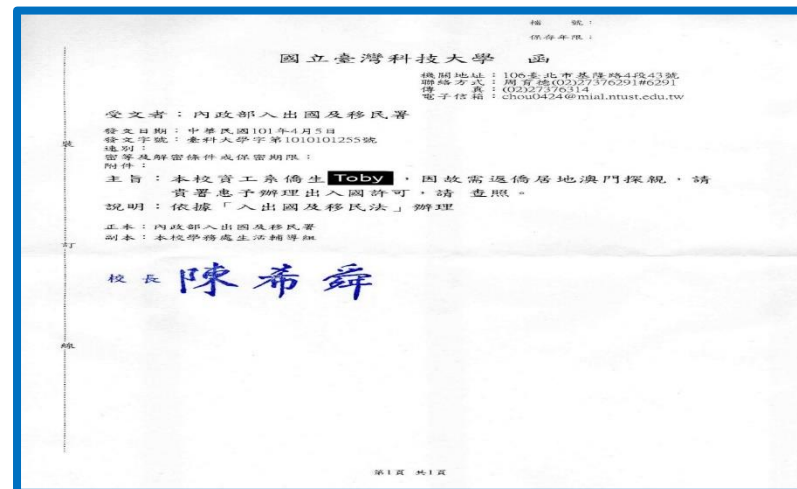 檔　　號：
保存年限：
國立臺灣科技大學　函
機關地址：106臺北市基隆路4段43號
聯絡方式：周育德(02)27376291#6291
傳　　真：(02)27376314
電子信箱：chou0424@mial.ntust.edu.tw
受文者：內政部入出國及移民署
發文日期：中華民國101年4月5日
發文字號：臺科大學字第1010101255號
速別：
密等及解密條件或保密期限：
附件：
主旨：本校資工系僑生 Toby ，因故需返僑居地澳門探親，請
貴署惠予辦理出入國許可，請　查照。
說明：依據「入出國及移民法」辦理
正本：內政部入出國及移民署
副本：本校學務處生活輔導組
校長 陳希舜
裝
訂
線
第1頁 共1頁